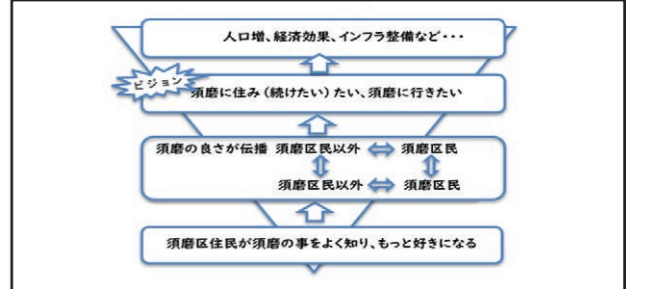 人口増、経済効果、インフラ整備など・・・
ビジョン
須磨に住み(続けたい)たい、須磨に行きたい
須磨の良さが伝播 須磨区民以外 ⇔ 須磨区民
須磨区民以外 ⇔ 須磨区民
須磨区住民が須磨の事をよく知り、もっと好きになる